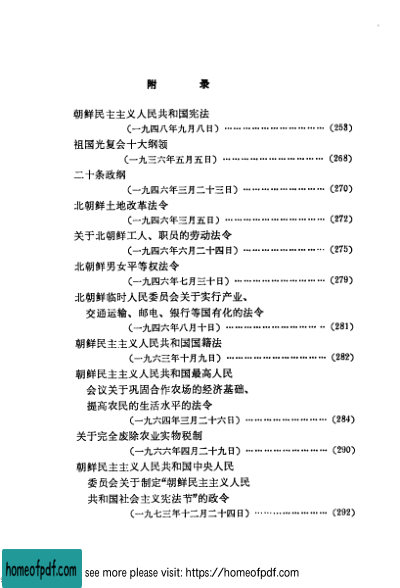 附 录
朝鲜民主主义人民共和国宪法
(一九四八年九月八日)…………………………(253)
祖国光复会十大纲领
(一九三六年五月五日)…………………………(268)
二十条政纲
(一九四六年三月二十三日)……………………(270)
北朝鲜土地改革法令
(一九四六年三月五日)…………………………(272)
关于北朝鲜工人、职员的劳动法令
(一九四六年六月二十四日)……………………(275)
北朝鲜男女平等权法令
(一九四六年七月三十日)………………………(279)
北朝鲜临时人民委员会关于实行产业、
交通运输、邮电、银行等国有化的法令
(一九四六年八月十日)…………………………(281)
朝鲜民主主义人民共和国国籍法
(一九六三年十月九日)…………………………(282)
朝鲜民主主义人民共和国最高人民
会议关于巩固合作农场的经济基础、
提高农民的生活水平的法令
(一九六四年三月二十六日)……………………(284)
关于完全废除农业实物税制
(一九六六年四月二十九日)……………………(290)
朝鲜民主主义人民共和国中央人民
委员会关于制定“朝鲜民主主义人民
共和国社会主义宪法节”的政令
(一九七三年十二月二十四日)…………………(292)
homeofpdf.com
see more please visit: https://homeofpdf.com